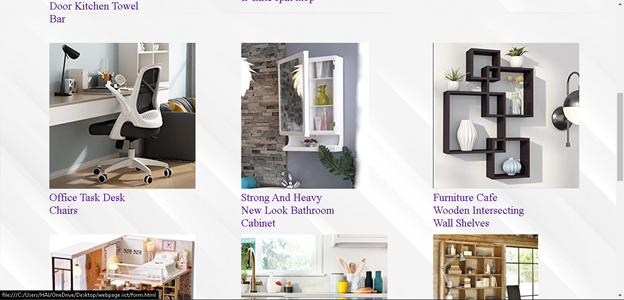 Door Kitchen Towel
Bar
Office Task Desk
Chairs
Strong And Heavy
New Look Bathroom
Cabinet
Furniture Cafe
Wooden Intersecting
Wall Shelves
file:///C:/Users/HAI/OneDrive/Desktop/webpage iict/form.html